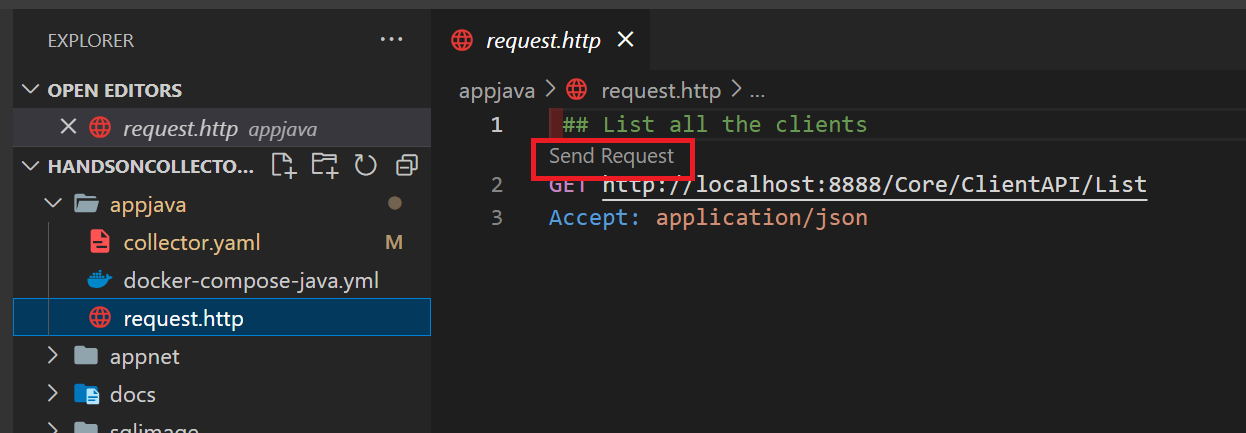 EXPLORER ...
OPEN EDITORS
request.http appjava
HANDSONCOLLECTO...
appjava
collector.yaml M
docker-compose-java.yml
request.http
appnet
docs
sqlimage
request.http
appjava > request.http > ...
1 ## List all the clients
Send Request
2 GET http://localhost:8888/Core/ClientAPI/List
3 Accept: application/json